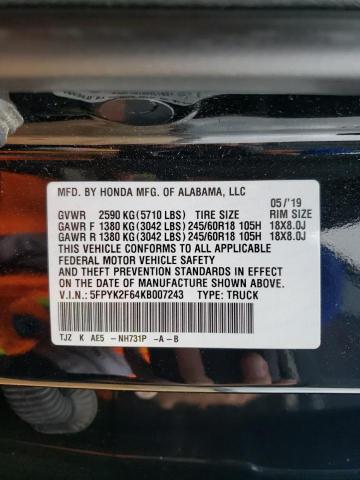 MFD. BY HONDA MFG. OF ALABAMA, LLC
05/'19
GVWR 2590 KG(5710 LBS) TIRE SIZE RIM SIZE
GAWR F 1380 KG(3042 LBS) 245/60R18 105H 18X8.0J
GAWR R 1380 KG(3042 LBS) 245/60R18 105H 18X8.0J
THIS VEHICLE CONFORMS TO ALL APPLICABLE
FEDERAL MOTOR VEHICLE SAFETY
AND THEFT PREVENTION STANDARDS IN EFFECT
ON THE DATE OF MANUFACTURE SHOWN ABOVE.
V.I.N.: 5FPYK2F64KB007243 TYPE: TRUCK
TJZ K AE5 -NH731P -A-B